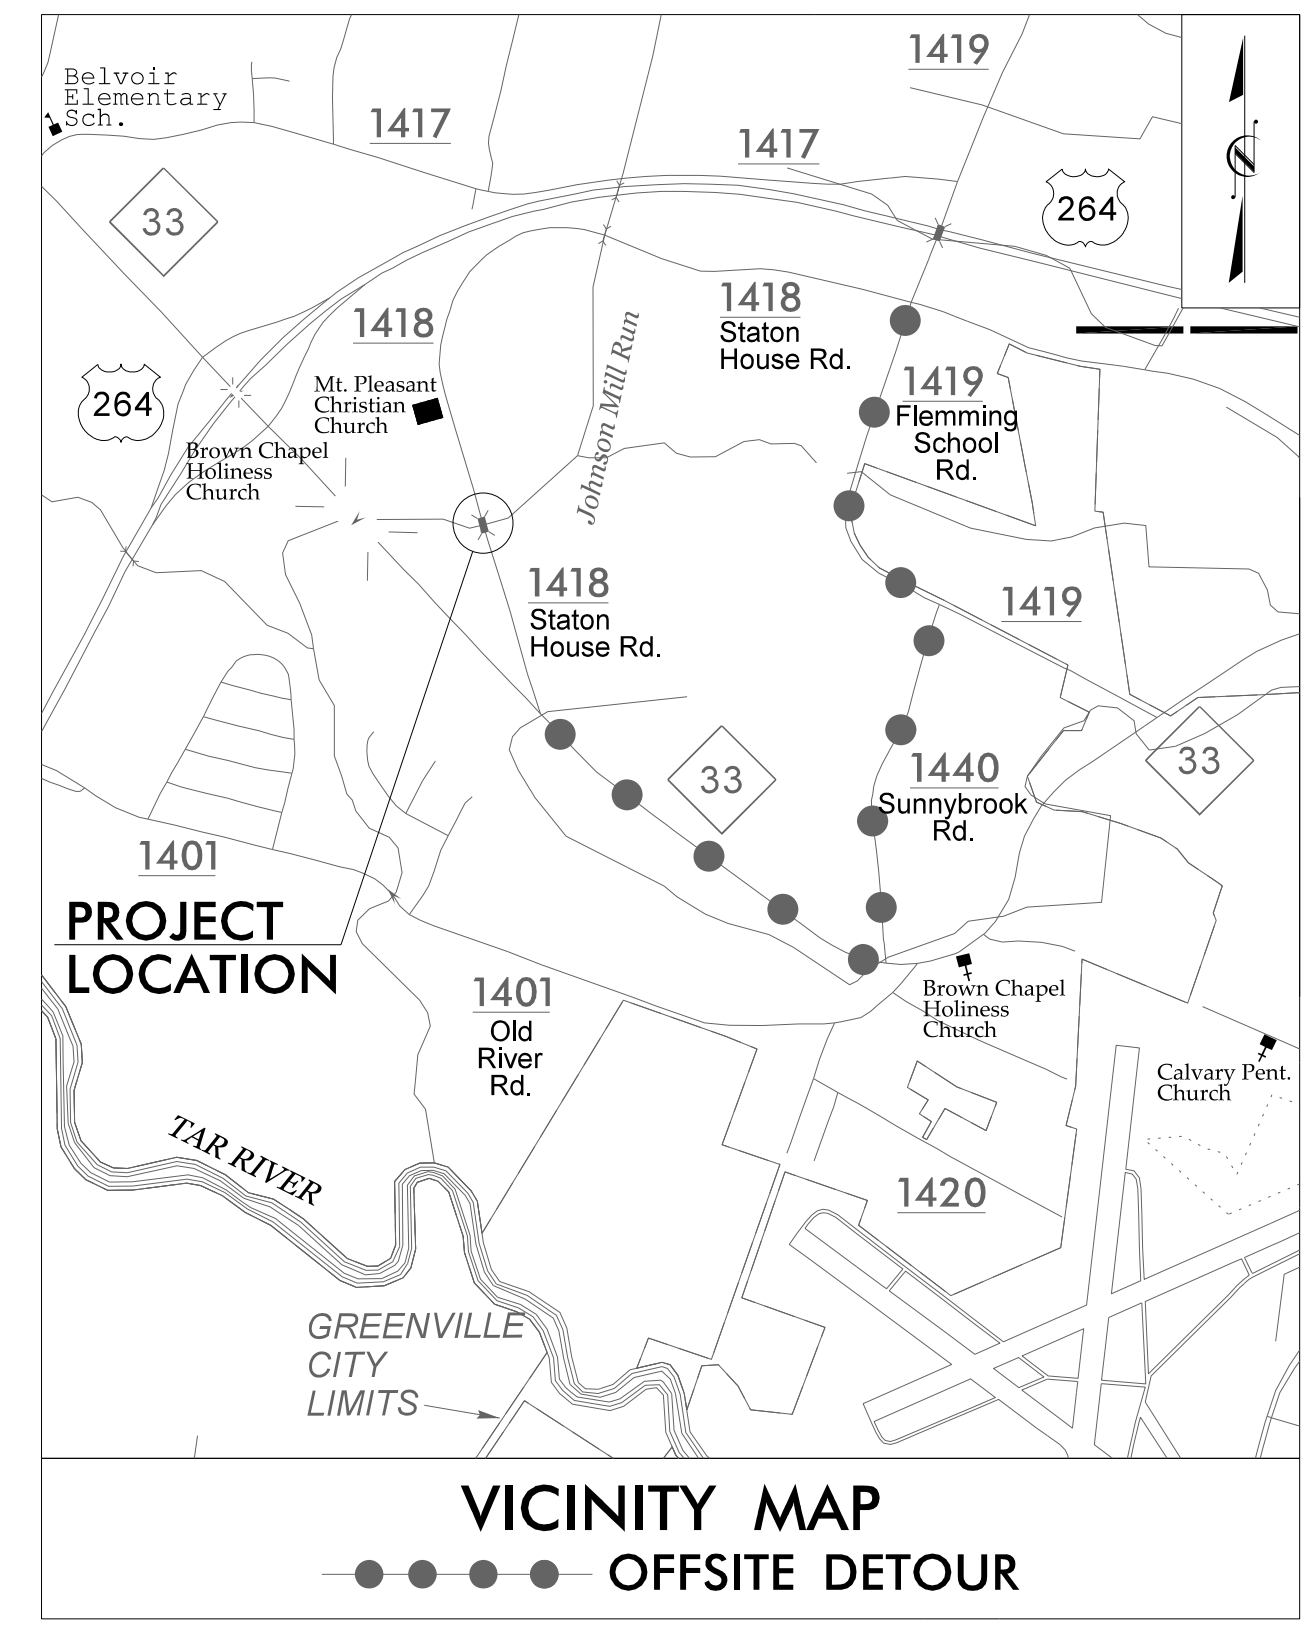 1419
Belvoir
Elementary
Sch.
1417
1417
33
264
1418
1418
Staton
House Rd.
264
Mt. Pleasant
Christian
Church
Johnson Mill Run
1419
Flemming
School
Rd.
Brown Chapel
Holiness
Church
1418
Staton
House Rd.
1419
33
33
1440
Sunnybrook
Rd.
1401
PROJECT
LOCATION
1401
Old
River
Rd.
Brown Chapel
Holiness
Church
Calvary Pent.
Church
TAR RIVER
1420
GREENVILLE
CITY
LIMITS
VICINITY MAP
OFFSITE DETOUR